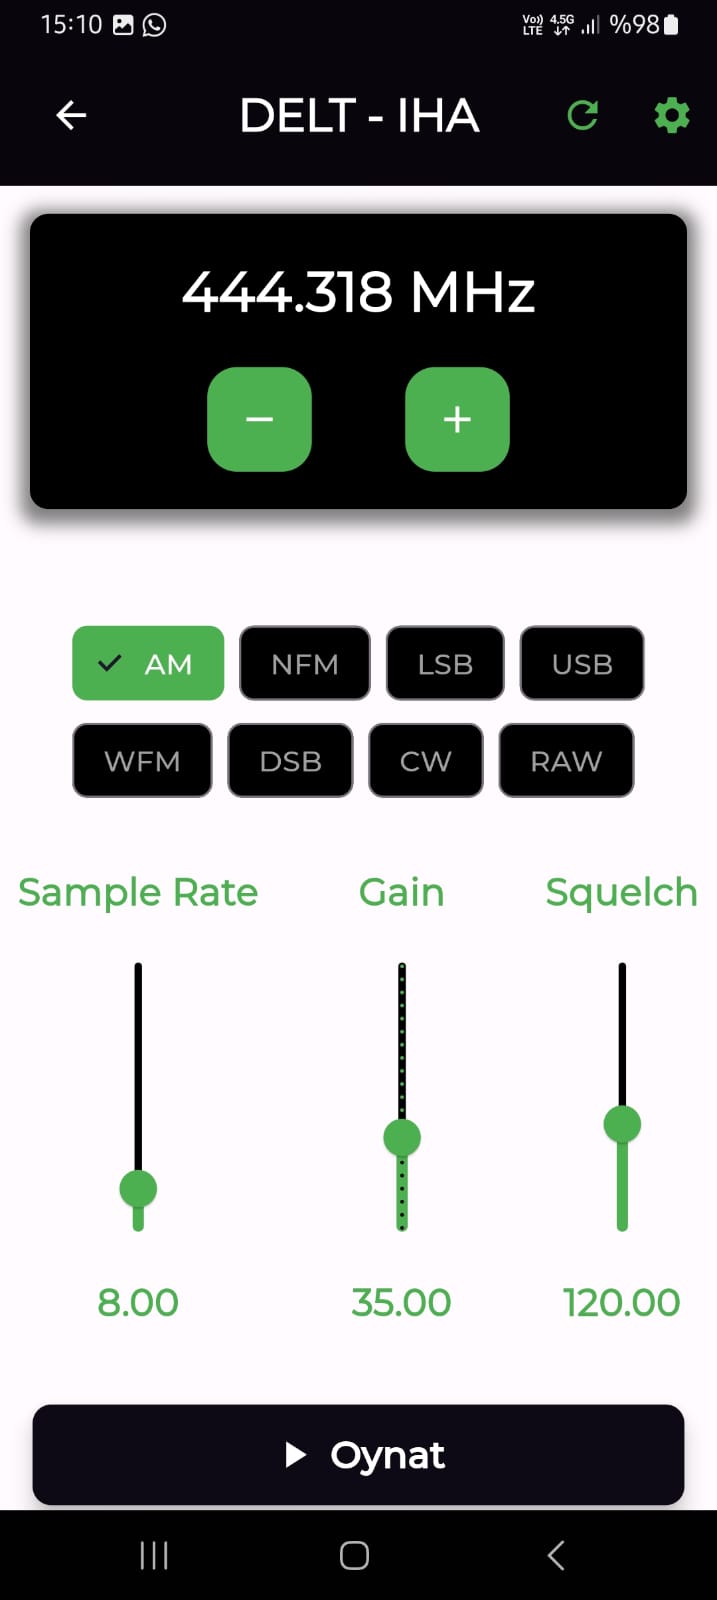 15:10 Vo)) LTE 4.5G %98
DELT - IHA
444.318 MHz
− +
AM NFM LSB USB
WFM DSB CW RAW
Sample Rate Gain Squelch
8.00 35.00 120.00
Oynat